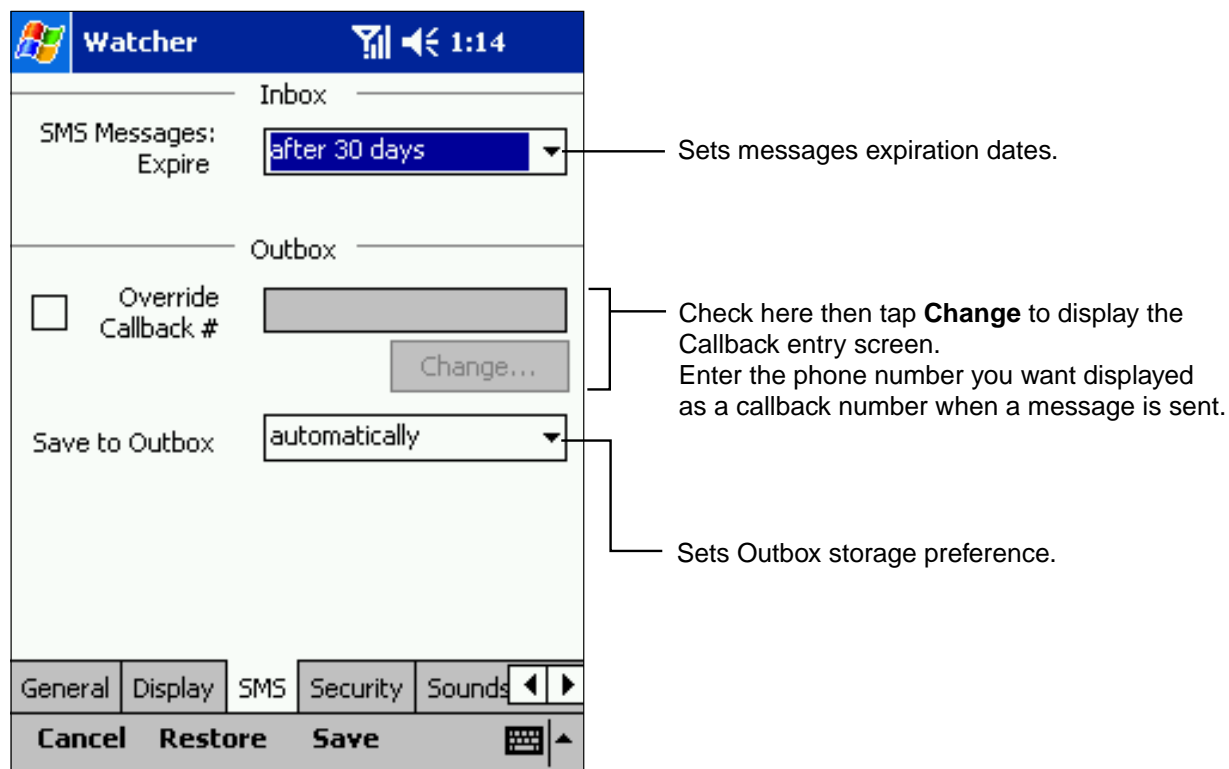 Watcher 1:14
Inbox
SMS Messages:
Expire
after 30 days
Sets messages expiration dates.
Outbox
Override
Callback #
Change...
Check here then tap Change to display the
Callback entry screen.
Enter the phone number you want displayed
as a callback number when a message is sent.
Save to Outbox
automatically
Sets Outbox storage preference.
General Display SMS Security Sounds
Cancel Restore Save